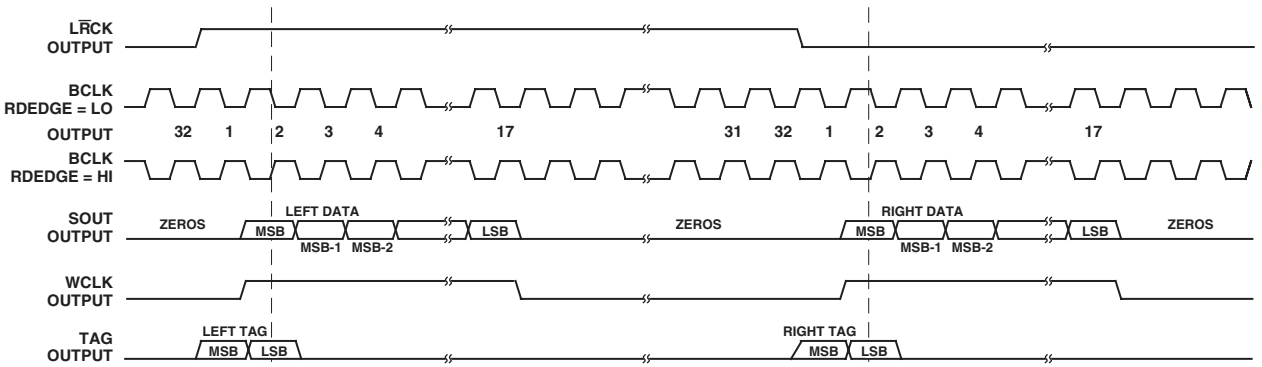 LR̅CK
OUTPUT
BCLK
RDEDGE = LO
OUTPUT 32 1 2 3 4 17 31 32 1 2 3 4 17
BCLK
RDEDGE = HI
SOUT
OUTPUT
ZEROS LEFT DATA ZEROS RIGHT DATA ZEROS
MSB LSB MSB LSB
MSB-1 MSB-2 MSB-1 MSB-2
WCLK
OUTPUT
TAG
OUTPUT
LEFT TAG RIGHT TAG
MSB LSB MSB LSB